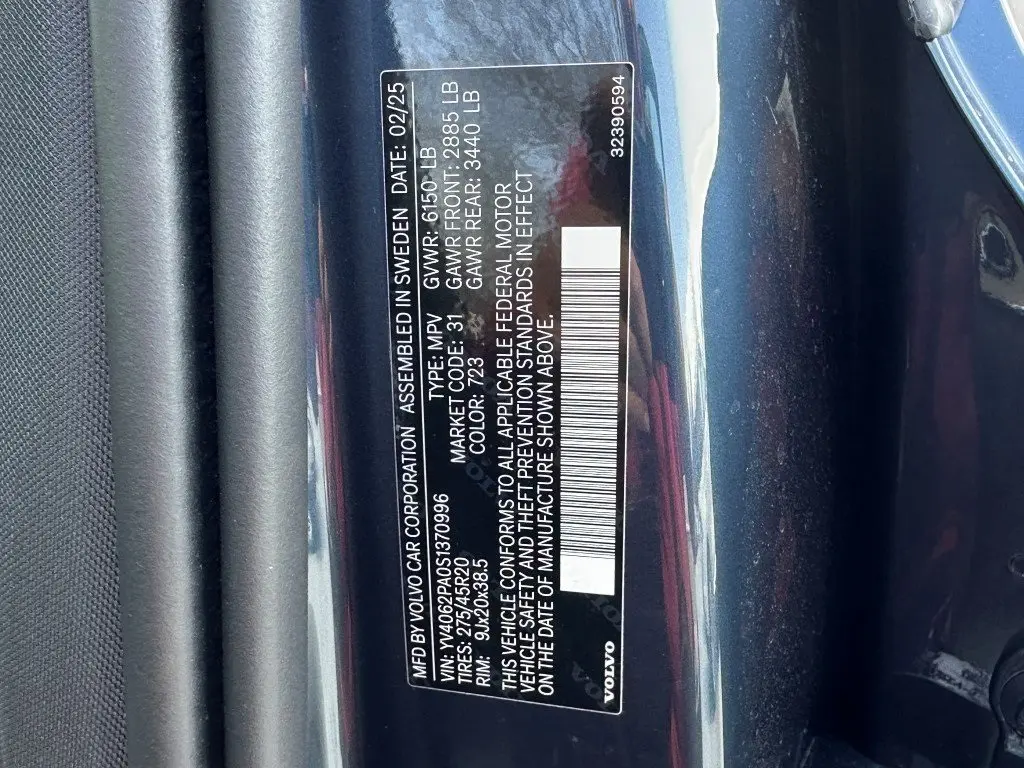 MFD BY VOLVO CAR CORPORATION ASSEMBLED IN SWEDEN DATE: 02/25
VIN: YV4062PA0S1370996 TYPE: MPV GVWR: 6150 LB
TIRES: 275/45R20 MARKET CODE: 31 GAWR FRONT: 2885 LB
RIM: 9Jx20x38.5 COLOR: 723 GAWR REAR: 3440 LB
THIS VEHICLE CONFORMS TO ALL APPLICABLE FEDERAL MOTOR
VEHICLE SAFETY AND THEFT PREVENTION STANDARDS IN EFFECT
ON THE DATE OF MANUFACTURE SHOWN ABOVE.
VOLVO 32390594